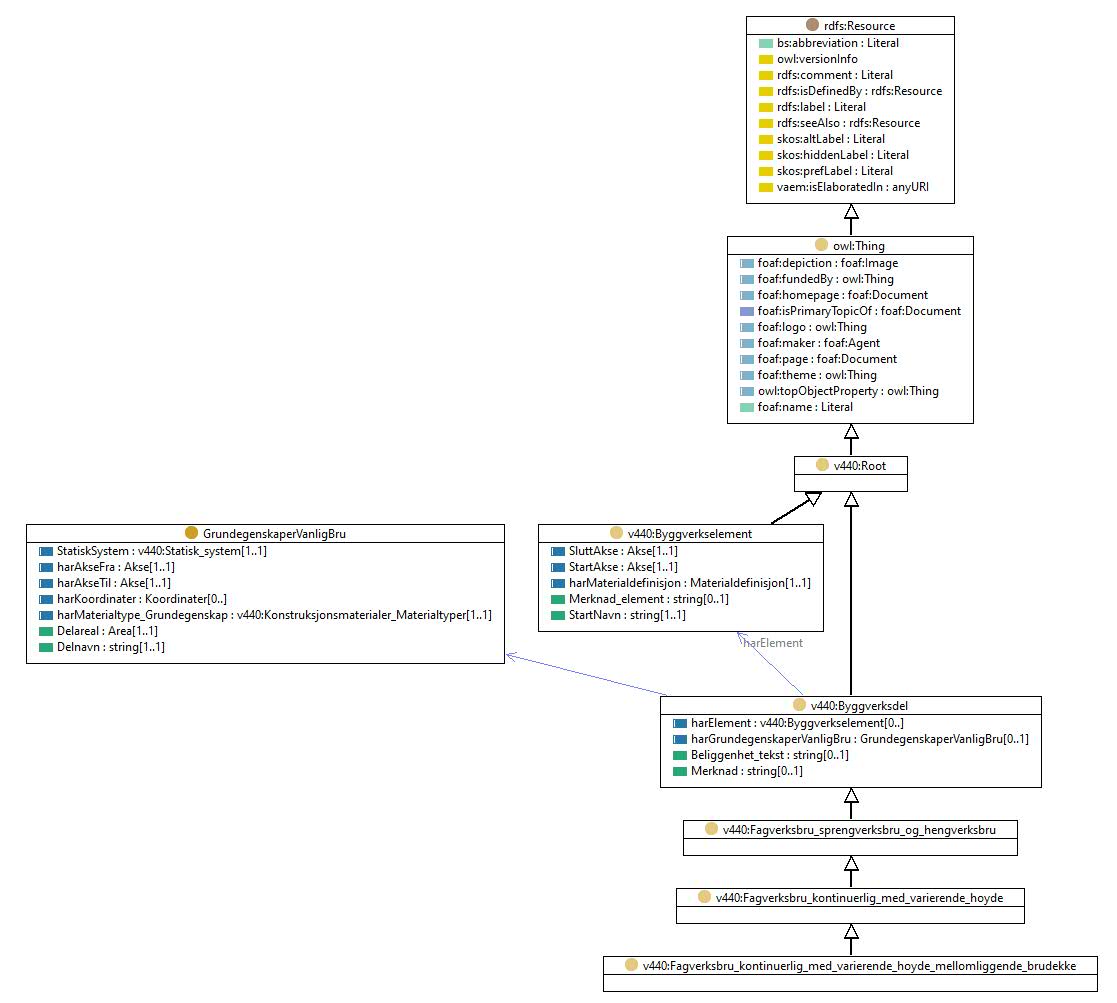 rdfs:Resource
bs:abbreviation : Literal
owl:versionInfo
rdfs:comment : Literal
rdfs:isDefinedBy : rdfs:Resource
rdfs:label : Literal
rdfs:seeAlso : rdfs:Resource
skos:altLabel : Literal
skos:hiddenLabel : Literal
skos:prefLabel : Literal
vaem:isElaboratedIn : anyURI
owl:Thing
foaf:depiction : foaf:Image
foaf:fundedBy : owl:Thing
foaf:homepage : foaf:Document
foaf:isPrimaryTopicOf : foaf:Document
foaf:logo : owl:Thing
foaf:maker : foaf:Agent
foaf:page : foaf:Document
foaf:theme : owl:Thing
owl:topObjectProperty : owl:Thing
foaf:name : Literal
v440:Root
GrundegenskaperVanligBru
StatiskSystem : v440:Statisk_system[1..1]
harAkseFra : Akse[1..1]
harAkseTil : Akse[1..1]
harKoordinater : Koordinater[0..]
harMaterialtype_Grundegenskap : v440:Konstruksjonsmaterialer_Materialtyper[1..1]
Delareal : Area[1..1]
Delnavn : string[1..1]
v440:Byggverkselement
SluttAkse : Akse[1..1]
StartAkse : Akse[1..1]
harMaterialdefinisjon : Materialdefinisjon[1..1]
Merknad_element : string[0..1]
StartNavn : string[1..1]
harElement
v440:Byggverksdel
harElement : v440:Byggverkselement[0..]
harGrundegenskaperVanligBru : GrundegenskaperVanligBru[0..1]
Beliggenhet_tekst : string[0..1]
Merknad : string[0..1]
v440:Fagverksbru_sprengverksbru_og_hengverksbru
v440:Fagverksbru_kontinuerlig_med_varierende_hoyde
v440:Fagverksbru_kontinuerlig_med_varierende_hoyde_mellomliggende_brudekke